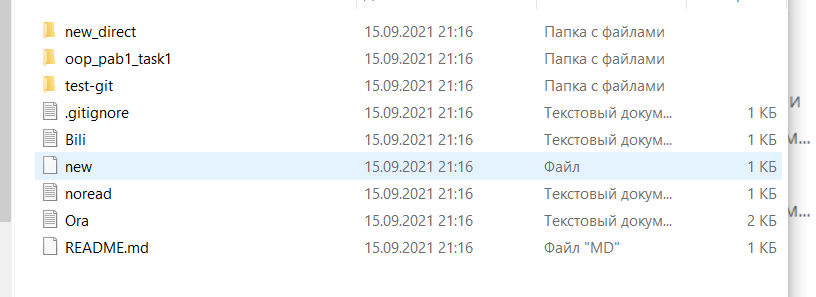 new_direct 15.09.2021 21:16 Папка с файлами
oop_pab1_task1 15.09.2021 21:16 Папка с файлами
test-git 15.09.2021 21:16 Папка с файлами
.gitignore 15.09.2021 21:16 Текстовый докум... 1 КБ
Bili 15.09.2021 21:16 Текстовый докум... 1 КБ
new 15.09.2021 21:16 Файл 1 КБ
noread 15.09.2021 21:16 Текстовый докум... 1 КБ
Ora 15.09.2021 21:16 Текстовый докум... 2 КБ
README.md 15.09.2021 21:16 Файл "MD" 1 КБ